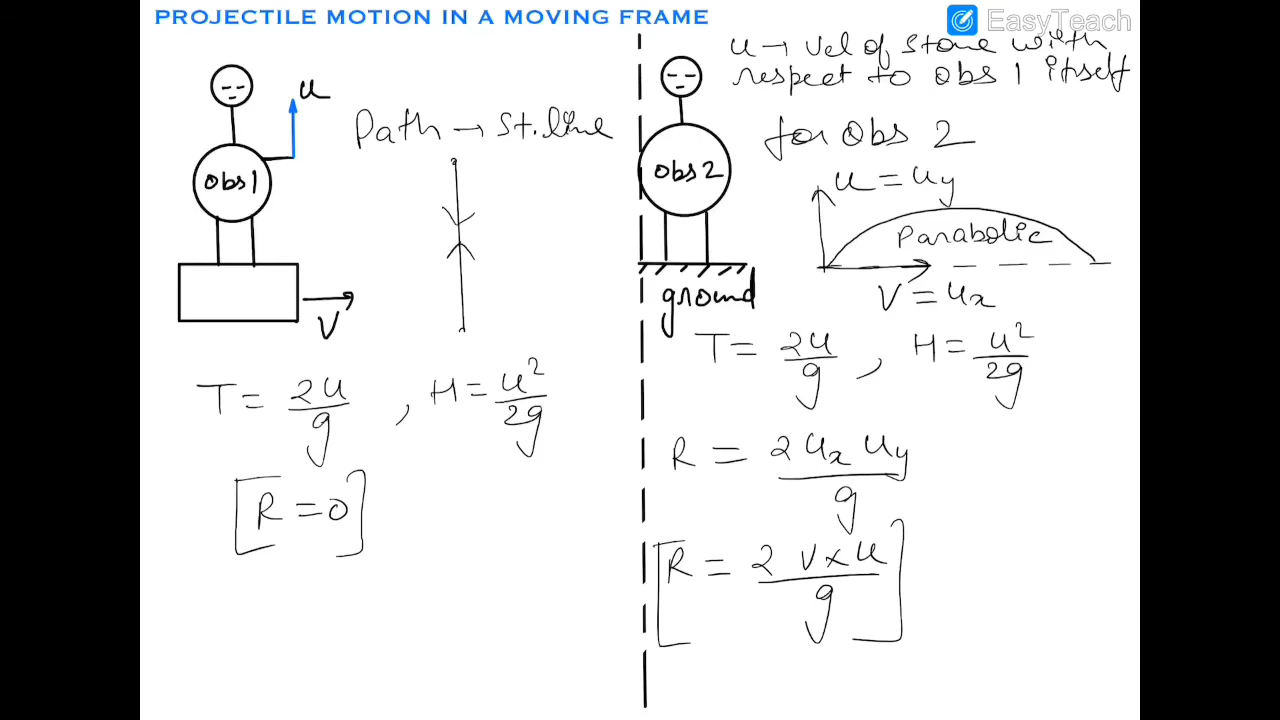 PROJECTILE MOTION IN A MOVING FRAME
EasyTeach
u
Path → St. line
obs 1
V
T = 2u/g , H = u²/2g
[R = 0]
u → Vel of stone with
respect to obs 1 itself
for obs 2
obs 2
u = uy
Parabolic
V = ux
ground
T = 2u/g , H = u²/2g
R = 2 ux uy/g
[R = 2 V × u/g]